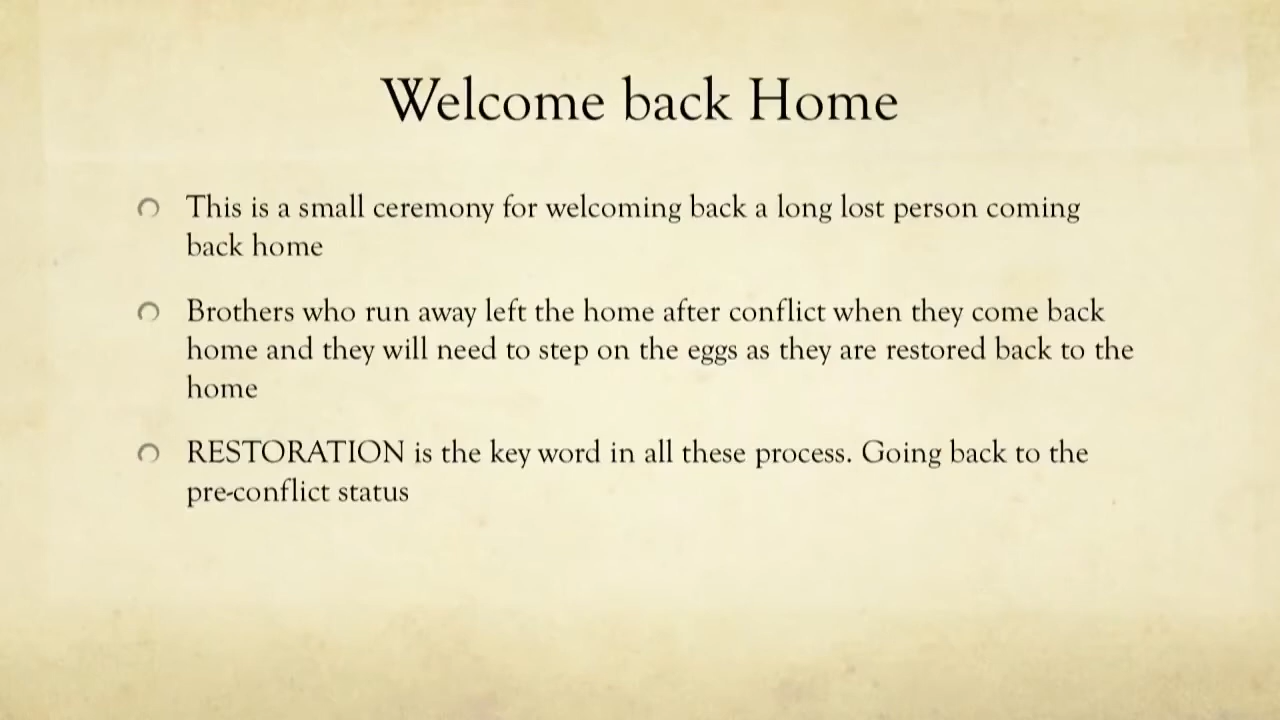 Welcome back Home
This is a small ceremony for welcoming back a long lost person coming
back home
Brothers who run away left the home after conflict when they come back
home and they will need to step on the eggs as they are restored back to the
home
RESTORATION is the key word in all these process. Going back to the
pre-conflict status